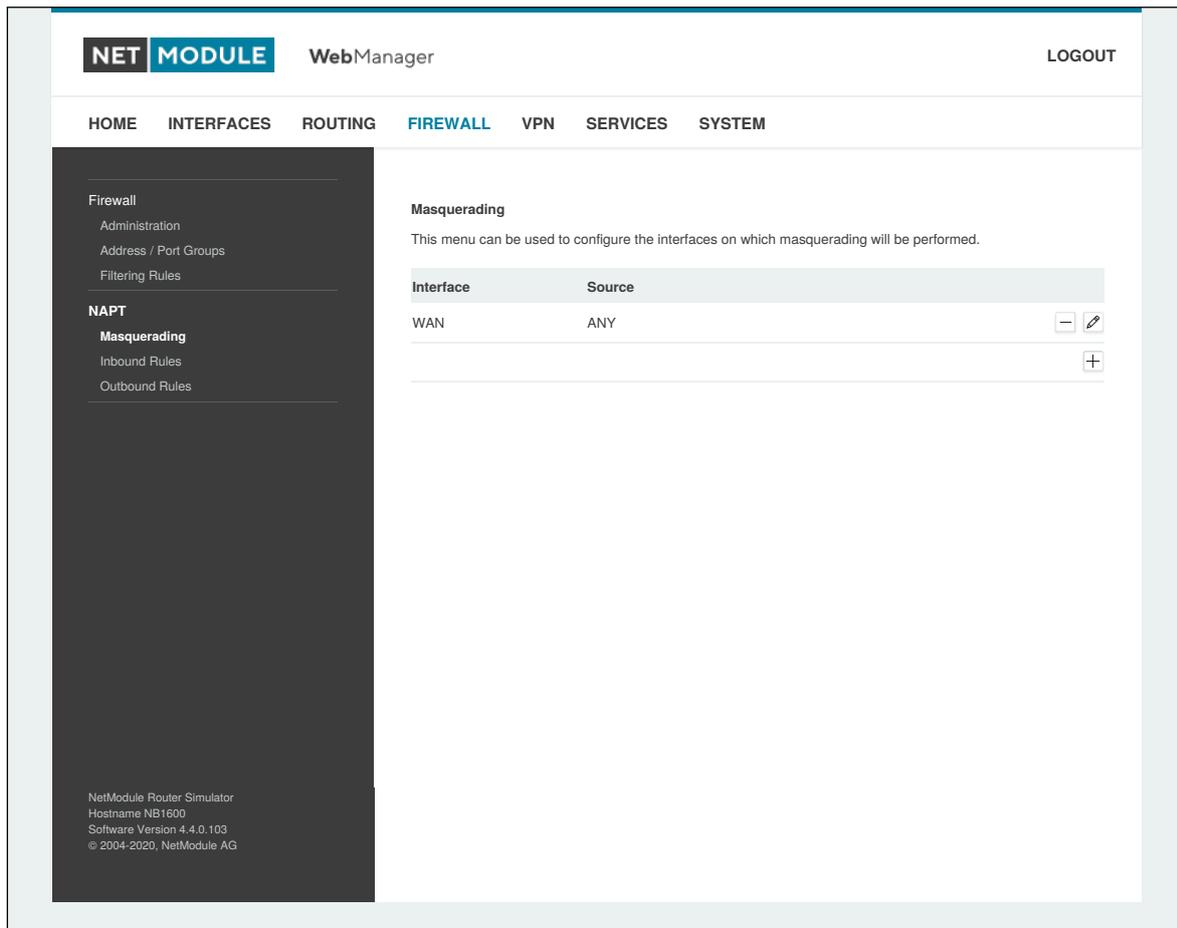 NET MODULE WebManager LOGOUT
HOME INTERFACES ROUTING FIREWALL VPN SERVICES SYSTEM
Firewall
Administration
Address / Port Groups
Filtering Rules
NAPT
Masquerading
Inbound Rules
Outbound Rules
Masquerading
This menu can be used to configure the interfaces on which masquerading will be performed.
Interface Source
WAN ANY
NetModule Router Simulator
Hostname NB1600
Software Version 4.4.0.103
© 2004-2020, NetModule AG